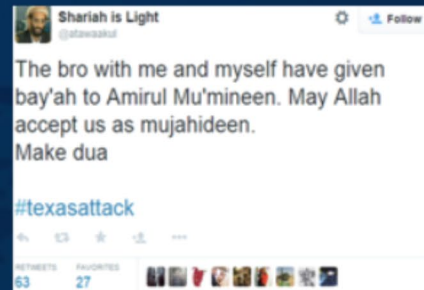 Shariah is Light
@atawaakul
Follow
The bro with me and myself have given
bay'ah to Amirul Mu'mineen. May Allah
accept us as mujahideen.
Make dua
#texasattack
RETWEETS
FAVORITES
63
27